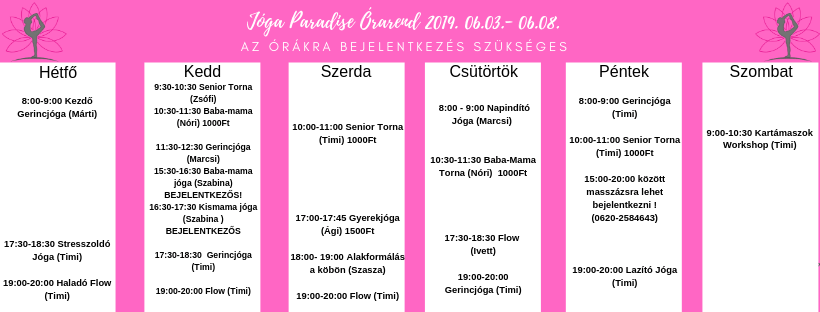 Jóga Paradise Órarend 2019. 06.03.- 06.08.
AZ ÓRÁKRA BEJELENTKEZÉS SZÜKSÉGES
Hétfő
8:00-9:00 Kezdő
Gerincjóga (Márti)
17:30-18:30 Stresszoldó
Jóga (Timi)
19:00-20:00 Haladó Flow
(Timi)
Kedd
9:30-10:30 Senior Torna
(Zsófi)
10:30-11:30 Baba-mama
(Nóri) 1000Ft
11:30-12:30 Gerincjóga
(Marcsi)
15:30-16:30 Baba-mama
jóga (Szabina)
BEJELENTKEZŐS!
16:30-17:30 Kismama jóga
(Szabina )
BEJELENTKEZŐS
17:30-18:30 Gerincjóga
(Timi)
19:00-20:00 Flow (Timi)
Szerda
10:00-11:00 Senior Torna
(Timi) 1000Ft
17:00-17:45 Gyerekjóga
(Ági) 1500Ft
18:00- 19:00 Alakformálás
a köbön (Szasza)
19:00-20:00 Flow (Timi)
Csütörtök
8:00 - 9:00 Napindító
Jóga (Marcsi)
10:30-11:30 Baba-Mama
Torna (Nóri) 1000Ft
17:30-18:30 Flow
(Ivett)
19:00-20:00
Gerincjóga (Timi)
Péntek
8:00-9:00 Gerincjóga
(Timi)
10:00-11:00 Senior Torna
(Timi) 1000Ft
15:00-20:00 között
masszázsra lehet
bejelentkezni !
(0620-2584643)
19:00-20:00 Lazító Jóga
(Timi)
Szombat
9:00-10:30 Kartámaszok
Workshop (Timi)